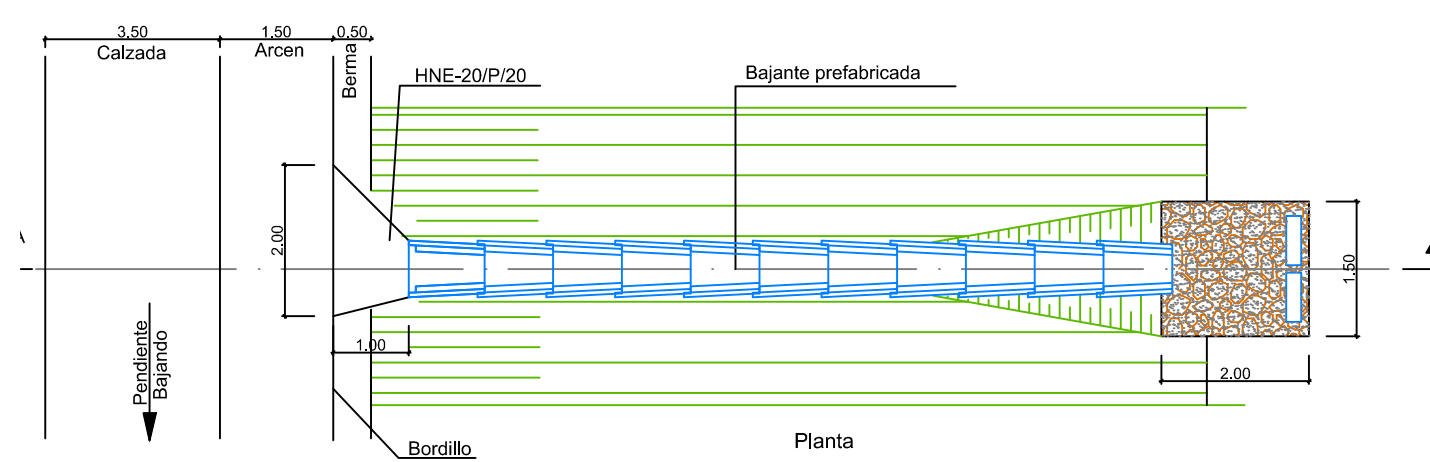 3.50
1.50
0.50
Calzada
Arcen
Berma
HNE-20/P/20
Bajante prefabricada
2.00
1.50
1.00
2.00
Pendiente
Bajando
Bordillo
Planta